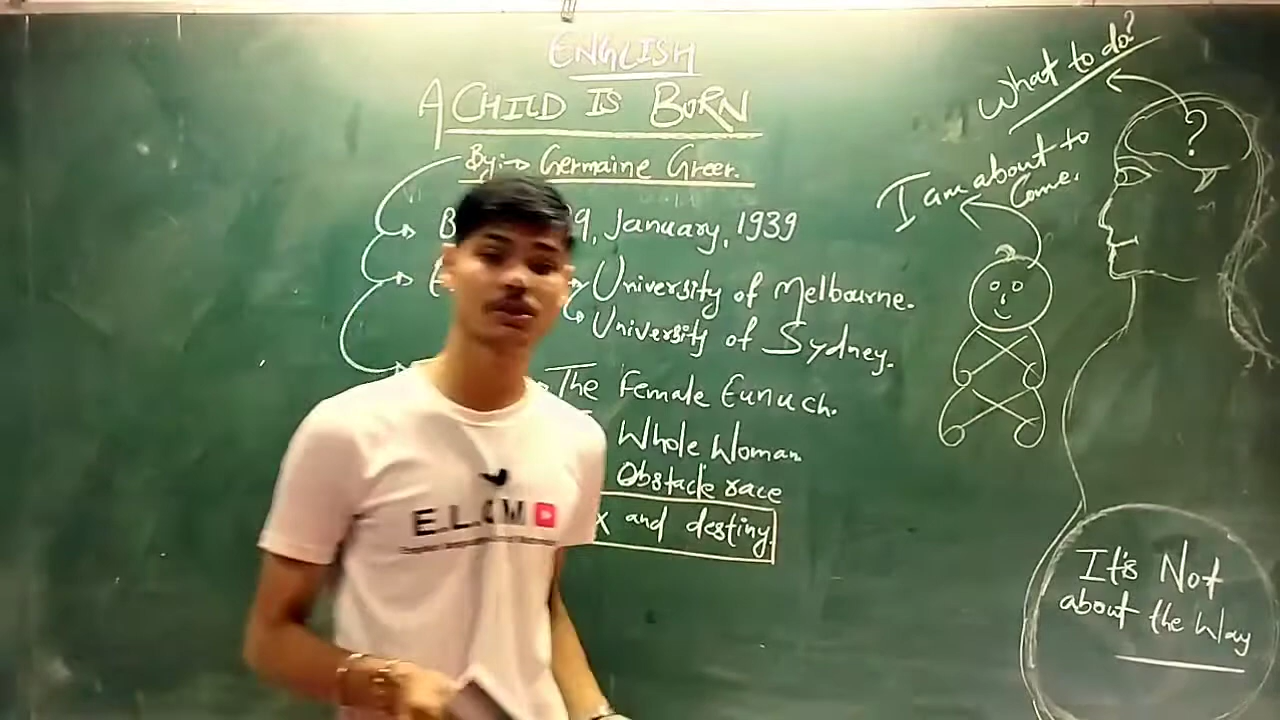 ENGLISH
A CHILD IS BORN
By:→ Germaine Greer.
9, January, 1939
University of Melbourne.
University of Sydney.
The Female Eunuch.
Whole Woman
Obstacle race
x and destiny.
What to do?
?
I am about to
Come.
It's Not
about the Way
E.L.
M